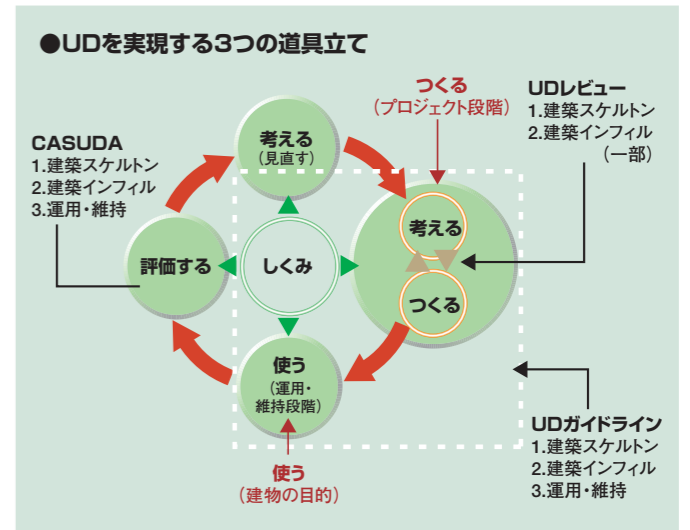 ●UDを実現する3つの道具立て
つくる
（プロジェクト段階）
UDレビュー
1.建築スケルトン
2.建築インフィル
（一部）
CASUDA
1.建築スケルトン
2.建築インフィル
3.運用・維持
考える
（見直す）
考える
評価する
しくみ
つくる
使う
（運用・
維持段階）
使う
（建物の目的）
UDガイドライン
1.建築スケルトン
2.建築インフィル
3.運用・維持